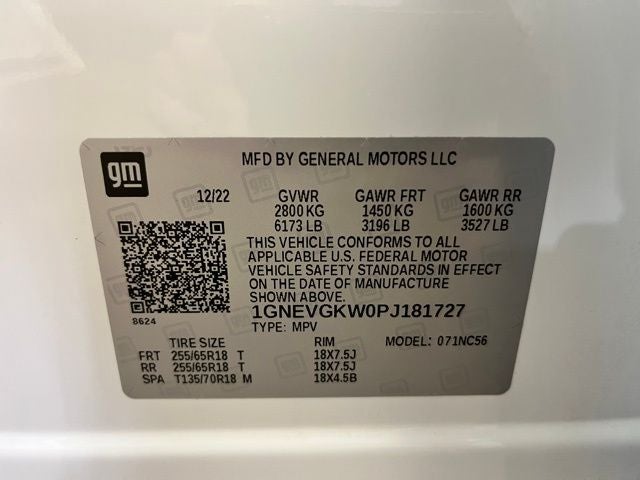 gm
MFD BY GENERAL MOTORS LLC
12/22 GVWR GAWR FRT GAWR RR
2800 KG 1450 KG 1600 KG
6173 LB 3196 LB 3527 LB
THIS VEHICLE CONFORMS TO ALL
APPLICABLE U.S. FEDERAL MOTOR
VEHICLE SAFETY STANDARDS IN EFFECT
ON THE DATE OF MANUFACTURE
SHOWN ABOVE.
8624
1GNEVGKW0PJ181727
TYPE: MPV
TIRE SIZE RIM MODEL: 071NC56
FRT 255/65R18 T 18X7.5J
RR 255/65R18 T 18X7.5J
SPA T135/70R18 M 18X4.5B